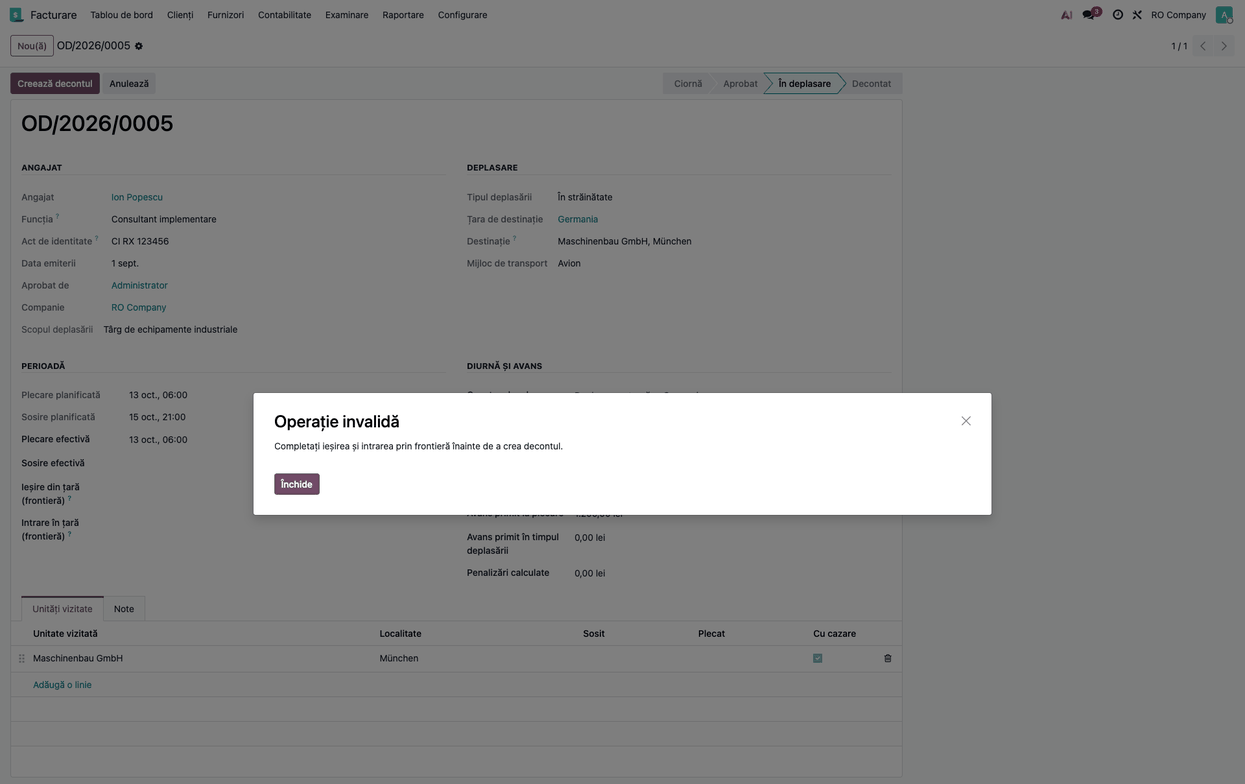 Facturare Tablou de bord Clienți Furnizori Contabilitate Examinare Raportare Configurare AI 3 RO Company A
Nou(ă) OD/2026/0005 1 / 1
Creează decontul Anulează Ciornă Aprobat În deplasare Decontat
OD/2026/0005
ANGAJAT DEPLASARE
Angajat Ion Popescu Tipul deplasării În străinătate
Funcția ? Consultant implementare Țara de destinație Germania
Act de identitate ? CI RX 123456 Destinație ? Maschinenbau GmbH, München
Data emiterii 1 sept. Mijloc de transport Avion
Aprobat de Administrator
Companie RO Company
Scopul deplasării Târg de echipamente industriale
PERIOADĂ DIURNĂ ȘI AVANS
Plecare planificată 13 oct., 06:00
Sosire planificată 15 oct., 21:00
Plecare efectivă 13 oct., 06:00
Sosire efectivă
Ieșire din țară
(frontieră) ?
Intrare în țară
(frontieră) ?
Operație invalidă
Completați ieșirea și intrarea prin frontieră înainte de a crea decontul.
Închide
Avans primit în timpul 0,00 lei
deplasării
Penalizări calculate 0,00 lei
Unități vizitate Note
Unitate vizitată Localitate Sosit Plecat Cu cazare
Maschinenbau GmbH München
Adăugă o linie